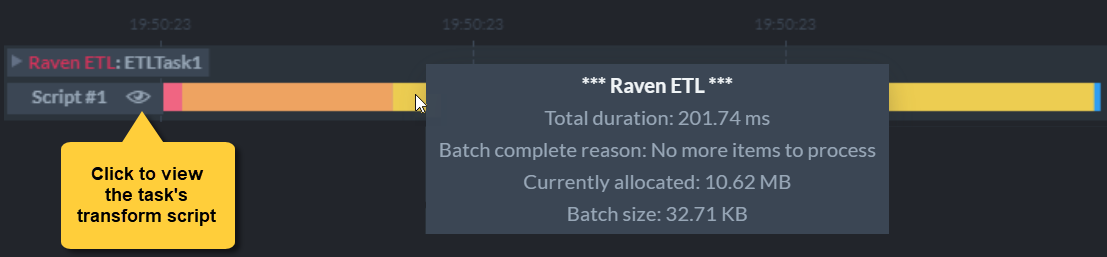 19:50:23 19:50:23 19:50:23
Raven ETL: ETLTask1
Script #1
*** Raven ETL ***
Total duration: 201.74 ms
Batch complete reason: No more items to process
Currently allocated: 10.62 MB
Batch size: 32.71 KB
Click to view
the task's
transform script